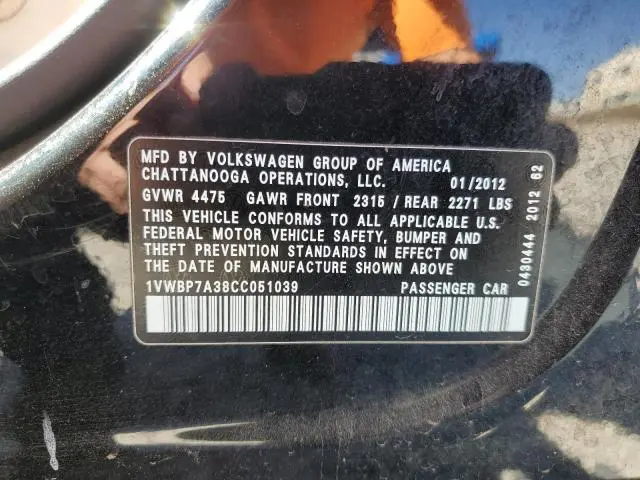 MFD BY VOLKSWAGEN GROUP OF AMERICA
CHATTANOOGA OPERATIONS, LLC. 01/2012
GVWR 4475 GAWR FRONT 2315 / REAR 2271 LBS
THIS VEHICLE CONFORMS TO ALL APPLICABLE U.S.
FEDERAL MOTOR VEHICLE SAFETY, BUMPER AND
THEFT PREVENTION STANDARDS IN EFFECT ON
THE DATE OF MANUFACTURE SHOWN ABOVE
1VWBP7A38CC051039 PASSENGER CAR
0430444 2012 62